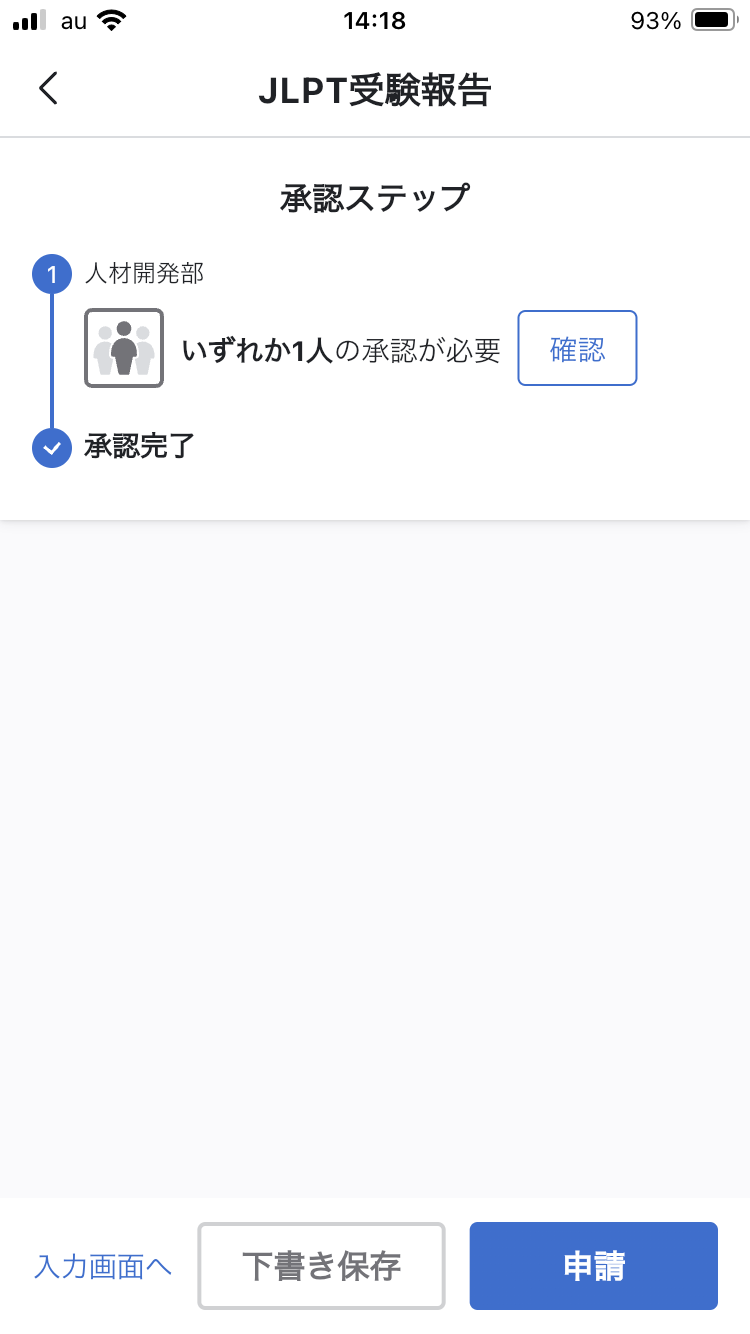 au 14:18 93%
JLPT受験報告
承認ステップ
1 人材開発部
いずれか1人の承認が必要 確認
承認完了
入力画面へ 下書き保存 申請